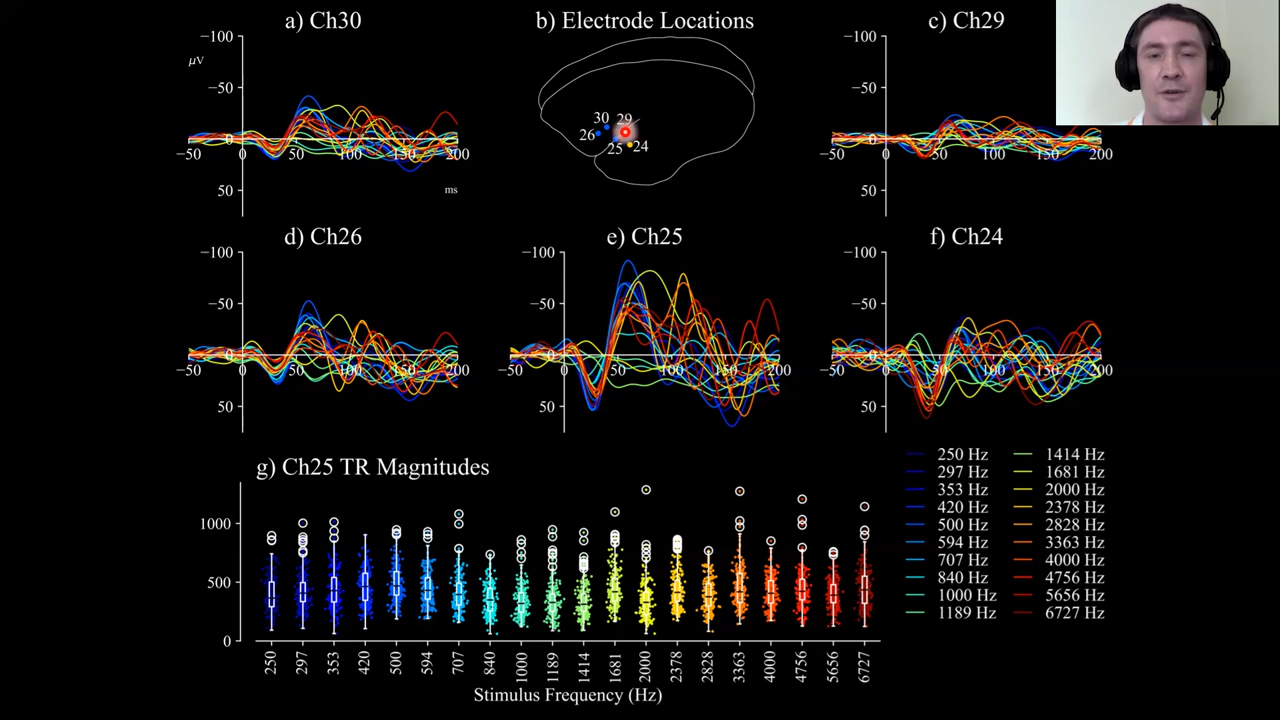 a) Ch30
b) Electrode Locations
c) Ch29
−100
μV
−50
0
50
−50
50
100
150
200
ms
30
29
26
25
24
−100
−50
0
50
−50
50
100
150
200
d) Ch26
e) Ch25
f) Ch24
−100
−50
0
50
−50
50
100
150
200
−100
−50
0
50
−50
0
50
100
150
200
−100
−50
0
50
−50
0
50
100
150
200
g) Ch25 TR Magnitudes
1000
500
0
250
297
353
420
500
594
707
840
1000
1189
1414
1681
2000
2378
2828
3363
4000
4756
5656
6727
Stimulus Frequency (Hz)
250 Hz
297 Hz
353 Hz
420 Hz
500 Hz
594 Hz
707 Hz
840 Hz
1000 Hz
1189 Hz
1414 Hz
1681 Hz
2000 Hz
2378 Hz
2828 Hz
3363 Hz
4000 Hz
4756 Hz
5656 Hz
6727 Hz